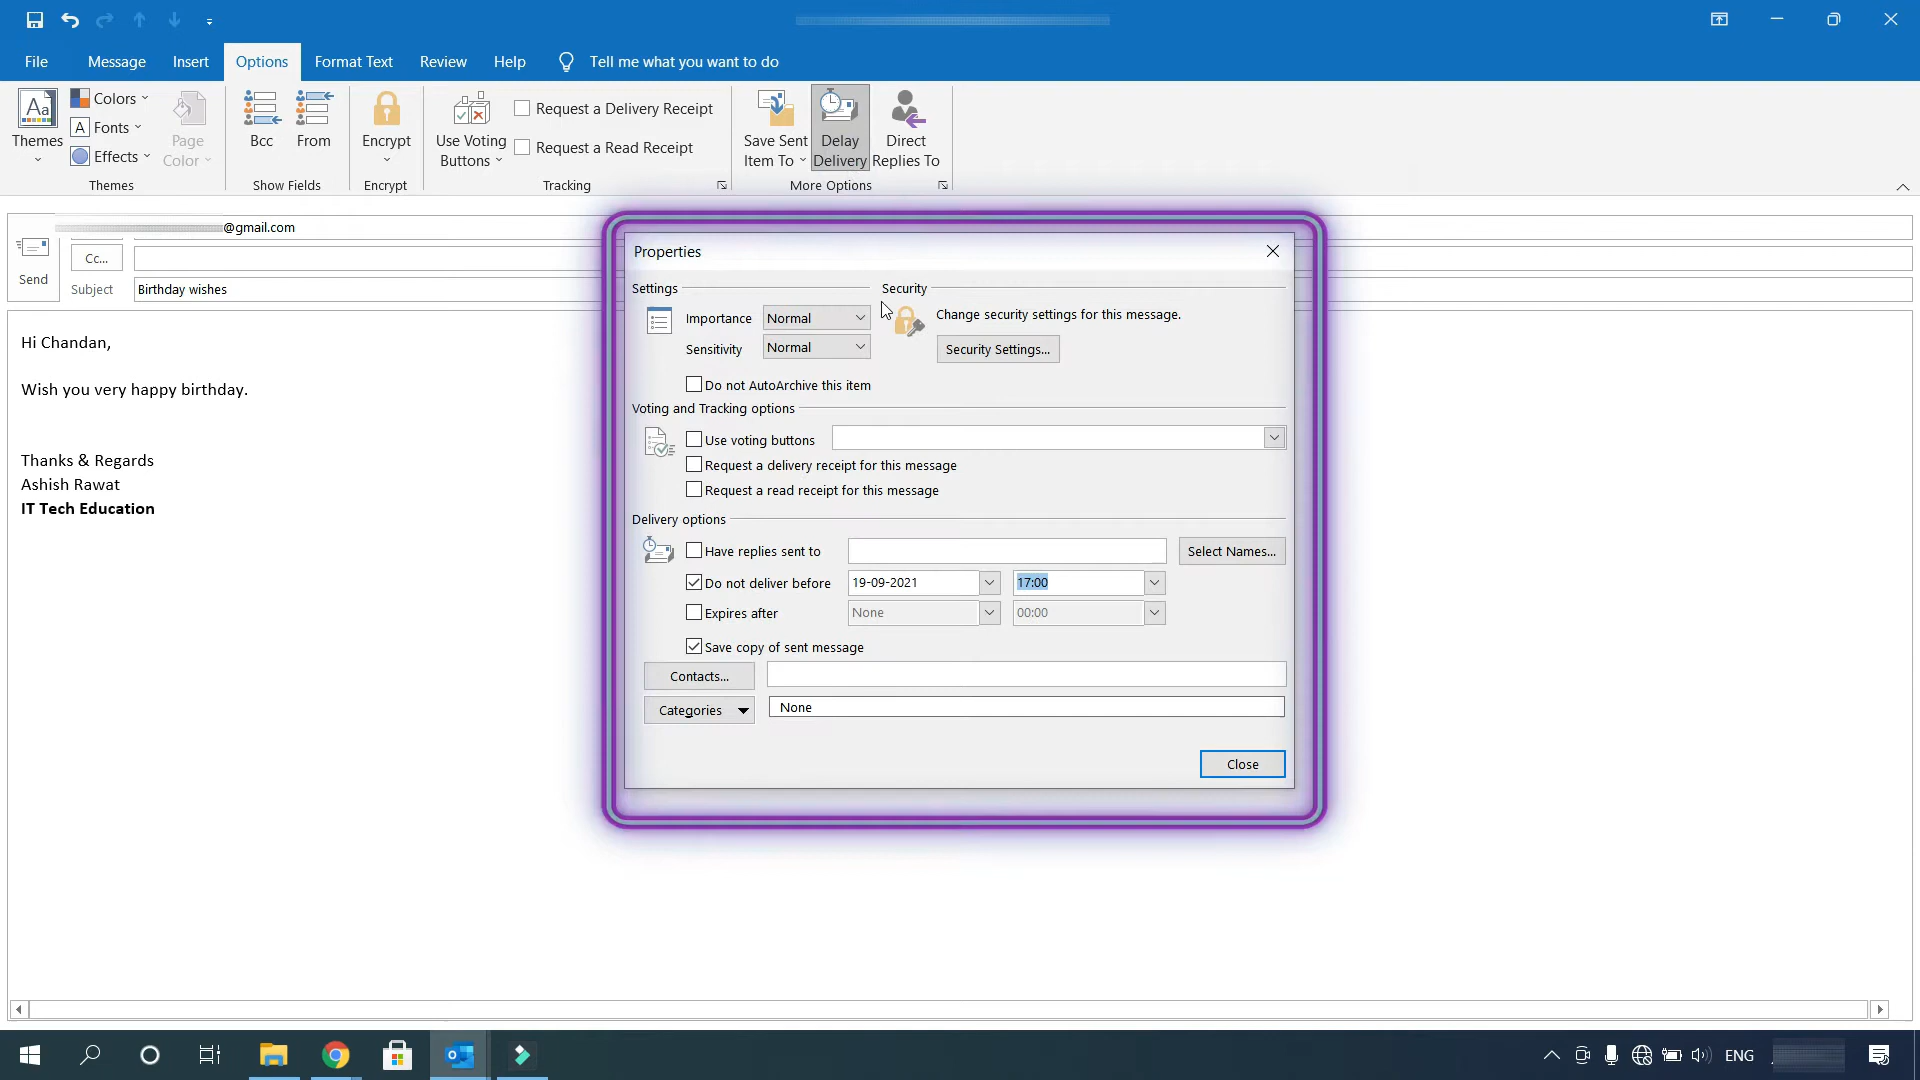 File Message Insert Options Format Text Review Help Tell me what you want to do
Themes
Colors
Fonts
Effects
Page
Color
Themes
Bcc
From
Show Fields
Encrypt
Encrypt
Use Voting
Buttons
Request a Delivery Receipt
Request a Read Receipt
Tracking
Save Sent
Item To
Delay
Delivery
Direct
Replies To
More Options
@gmail.com
Send
Cc...
Subject Birthday wishes
Hi Chandan,
Wish you very happy birthday.
Thanks & Regards
Ashish Rawat
IT Tech Education
Properties
Settings
Importance Normal
Sensitivity Normal
Do not AutoArchive this item
Security
Change security settings for this message.
Security Settings...
Voting and Tracking options
Use voting buttons
Request a delivery receipt for this message
Request a read receipt for this message
Delivery options
Have replies sent to Select Names...
Do not deliver before 19-09-2021 17:00
Expires after None 00:00
Save copy of sent message
Contacts...
Categories None
Close
ENG